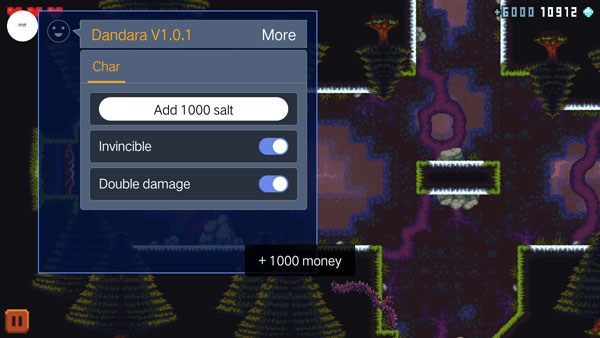 +6000 10912
Dandara V1.0.1
More
Char
Add 1000 salt
Invincible
Double damage
+ 1000 money